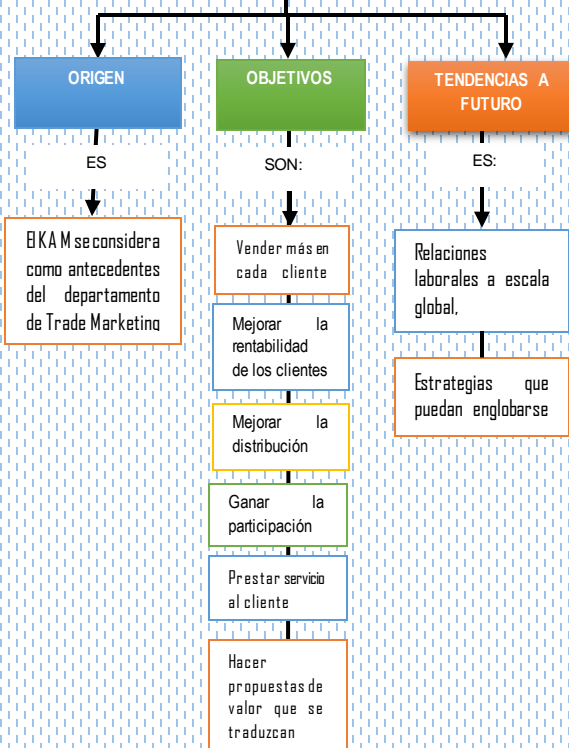 ORIGEN
ES
El KAM se considera
como antecedentes
del departamento
de Trade Marketing
OBJETIVOS
SON:
Vender más en
cada cliente
Mejorar la
rentabilidad
de los clientes
Mejorar la
distribución
Ganar la
participación
Prestar servicio
al cliente
Hacer
propuestas de
valor que se
traduzcan
TENDENCIAS A
FUTURO
ES:
Relaciones
laborales a escala
global,
Estrategias que
puedan englobarse